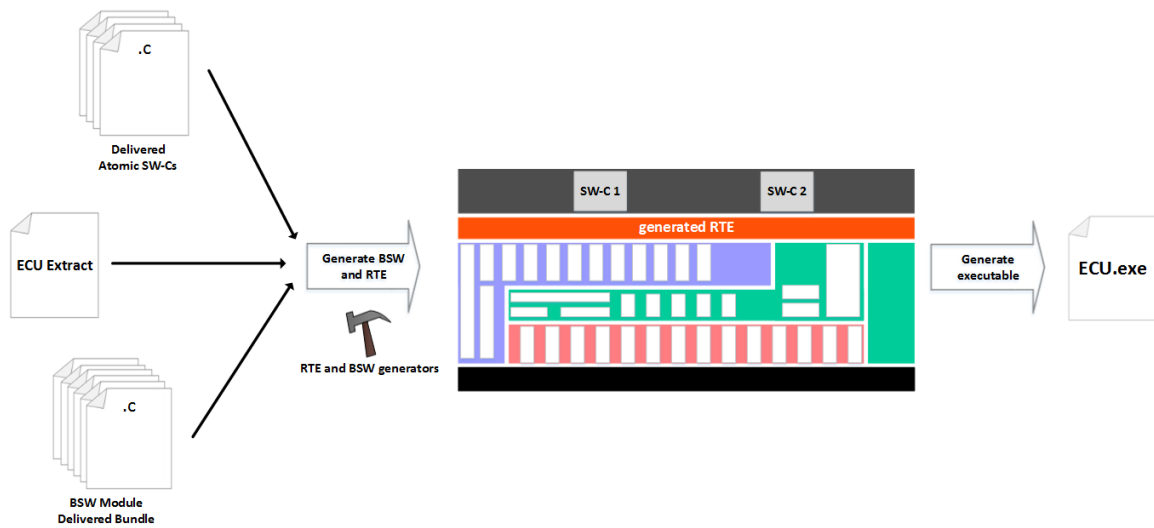 .C
Delivered
Atomic SW-Cs
ECU Extract
.C
BSW Module
Delivered Bundle
Generate BSW
and RTE
RTE and BSW generators
SW-C 1
SW-C 2
generated RTE
Generate
executable
ECU.exe